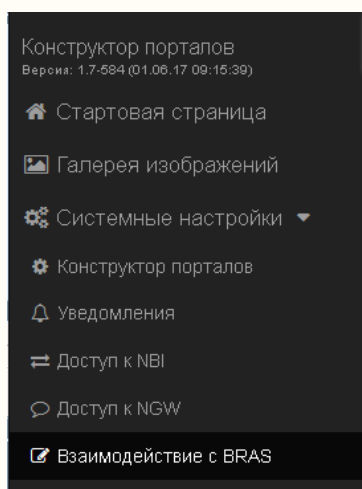 Конструктор порталов
Версия: 1.7-584 (01.06.17 09:15:39)
Стартовая страница
Галерея изображений
Системные настройки
Конструктор порталов
Уведомления
Доступ к NBI
Доступ к NGW
Взаимодействие с BRAS